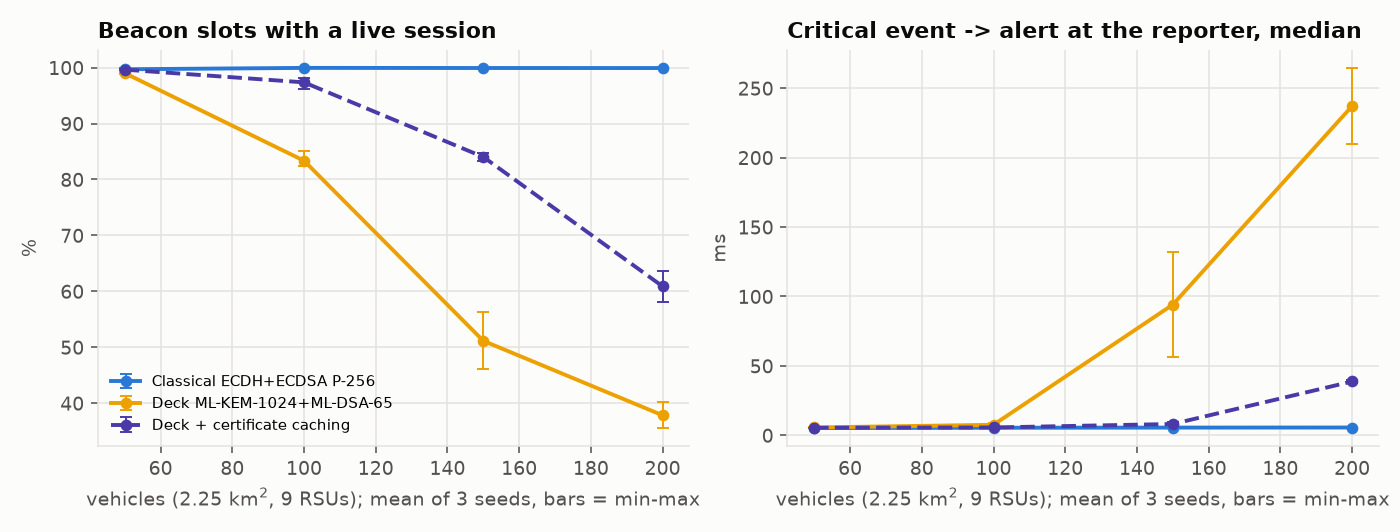 Beacon slots with a live session
100
90
80
70
60
50
40
%
Classical ECDH+ECDSA P-256
Deck ML-KEM-1024+ML-DSA-65
Deck + certificate caching
60 80 100 120 140 160 180 200
vehicles (2.25 km², 9 RSUs); mean of 3 seeds, bars = min-max
Critical event -> alert at the reporter, median
250
200
150
100
50
0
ms
60 80 100 120 140 160 180 200
vehicles (2.25 km², 9 RSUs); mean of 3 seeds, bars = min-max